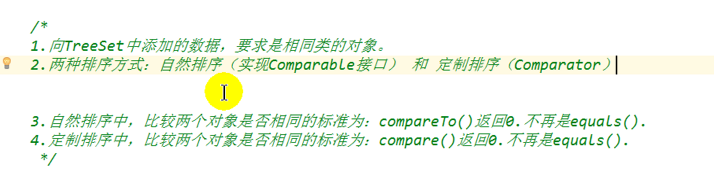 /*
1.向TreeSet中添加的数据，要求是相同类的对象。
2.两种排序方式：自然排序（实现Comparable接口） 和 定制排序（Comparator）
3.自然排序中，比较两个对象是否相同的标准为：compareTo()返回0.不再是equals().
4.定制排序中，比较两个对象是否相同的标准为：compare()返回0.不再是equals().
*/